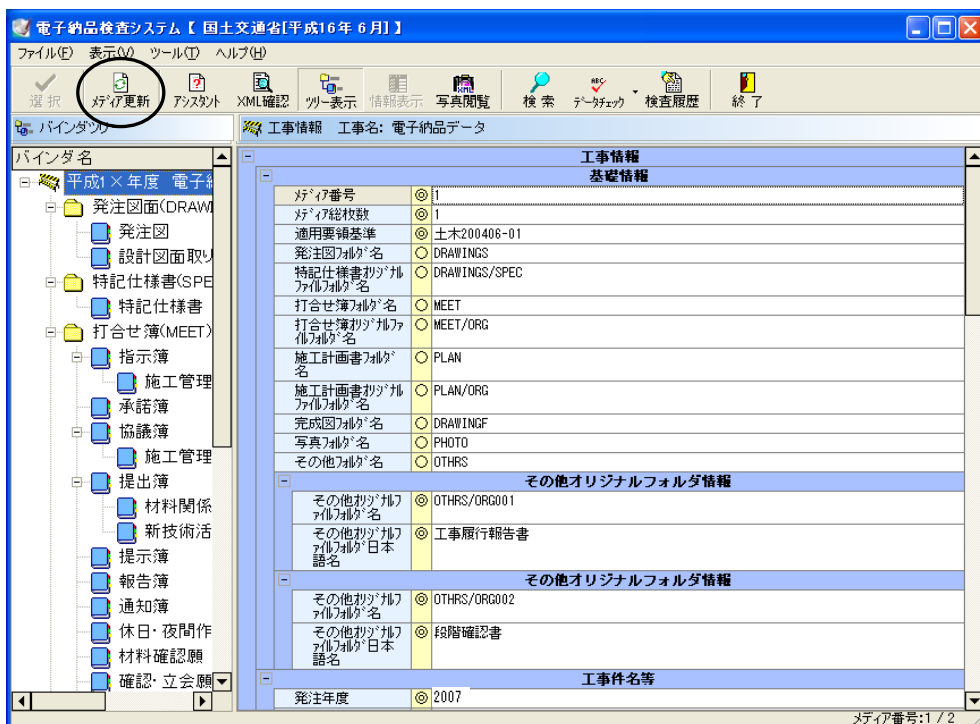 電子納品検査システム【 国土交通省[平成16年 6月] 】
ファイル(F) 表示(V) ツール(T) ヘルプ(H)
選択 メディア更新 アシスタント XML確認 ツリー表示 情報表示 写真閲覧 検索 データチェック 検査履歴 終了
バインダツリ
工事情報 工事名: 電子納品データ
バインダ名
平成1×年度 電子納
発注図面(DRAWI
発注図
設計図面取り
特記仕様書(SPE
特記仕様書
打合せ簿(MEET)
指示簿
施工管理
承諾簿
協議簿
施工管理
提出簿
材料関係
新技術活
提示簿
報告簿
通知簿
休日・夜間作
材料確認願
確認・立会願
工事情報
基礎情報
メディア番号 ◎ 1
メディア総枚数 ◎ 1
適用要領基準 ◎ 土木200406-01
発注図フォルダ名 ○ DRAWINGS
特記仕様書オリジナル ○ DRAWINGS/SPEC
ファイルフォルダ名
打合せ簿フォルダ名 ○ MEET
打合せ簿オリジナルファ ○ MEET/ORG
イルフォルダ名
施工計画書フォルダ ○ PLAN
名
施工計画書オリジナル ○ PLAN/ORG
ファイルフォルダ名
完成図フォルダ名 ○ DRAWINGF
写真フォルダ名 ○ PHOTO
その他フォルダ名 ○ OTHRS
その他オリジナルフォルダ情報
その他オリジナルフ ◎ OTHRS/ORG001
ァイルフォルダ名
その他オリジナルフ ◎ 工事履行報告書
ァイルフォルダ日本
語名
その他オリジナルフォルダ情報
その他オリジナルフ ◎ OTHRS/ORG002
ァイルフォルダ名
その他オリジナルフ ◎ 段階確認書
ァイルフォルダ日本
語名
工事件名等
発注年度 ◎ 2007
メディア番号:1 / 2